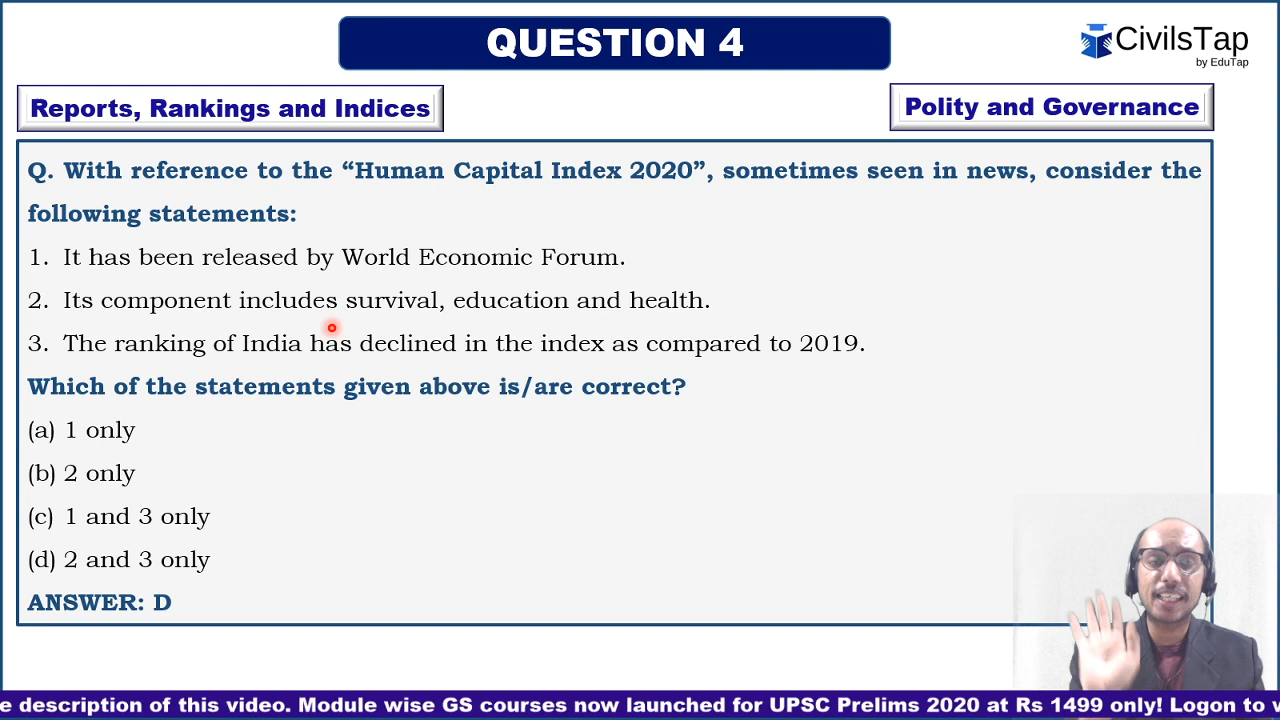 QUESTION 4
CivilsTap
by EduTap
Reports, Rankings and Indices
Polity and Governance
Q. With reference to the “Human Capital Index 2020”, sometimes seen in news, consider the
following statements:
1. It has been released by World Economic Forum.
2. Its component includes survival, education and health.
3. The ranking of India has declined in the index as compared to 2019.
Which of the statements given above is/are correct?
(a) 1 only
(b) 2 only
(c) 1 and 3 only
(d) 2 and 3 only
ANSWER: D
e description of this video. Module wise GS courses now launched for UPSC Prelims 2020 at Rs 1499 only! Logon to v